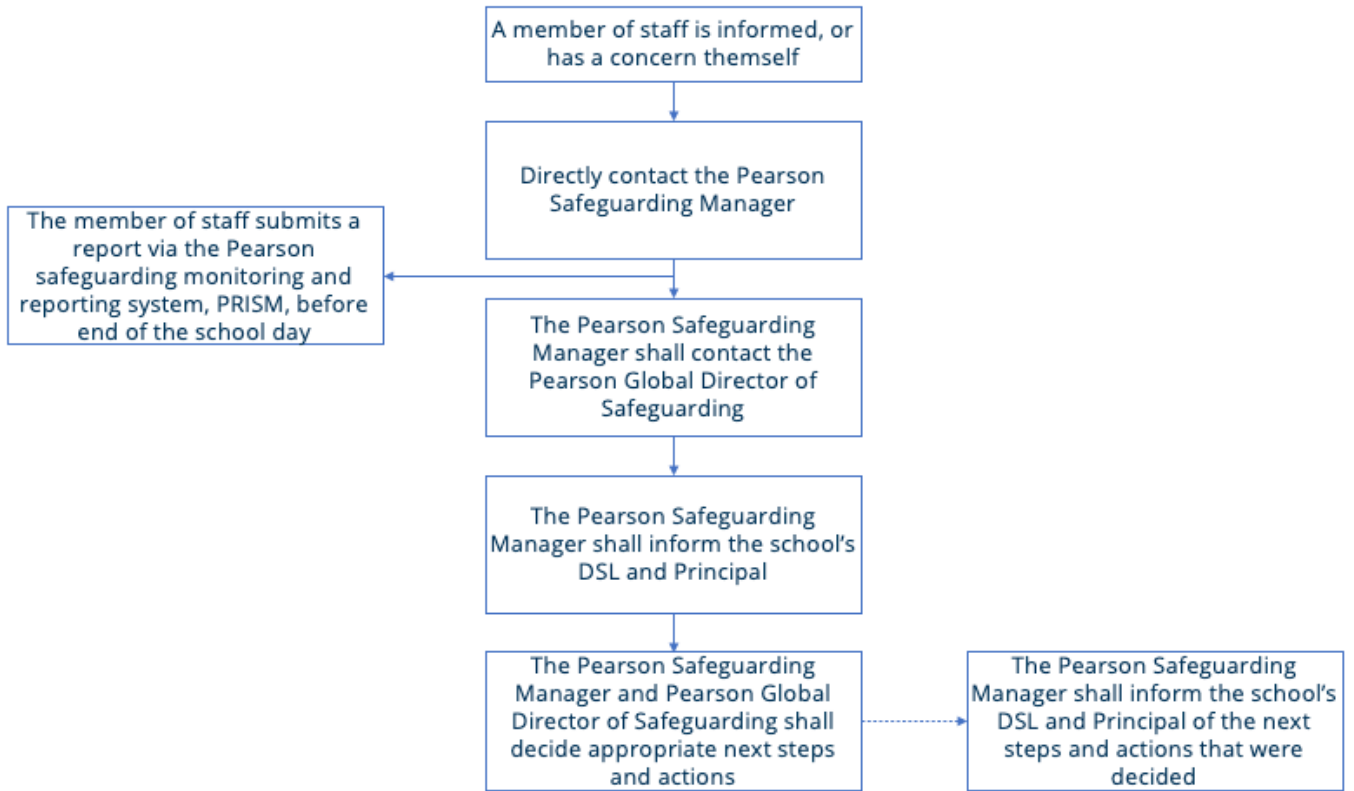 A member of staff is informed, or
has a concern themself
Directly contact the Pearson
Safeguarding Manager
The member of staff submits a
report via the Pearson
safeguarding monitoring and
reporting system, PRISM, before
end of the school day
The Pearson Safeguarding
Manager shall contact the
Pearson Global Director of
Safeguarding
The Pearson Safeguarding
Manager shall inform the school’s
DSL and Principal
The Pearson Safeguarding
Manager and Pearson Global
Director of Safeguarding shall
decide appropriate next steps
and actions
The Pearson Safeguarding
Manager shall inform the school’s
DSL and Principal of the next
steps and actions that were
decided